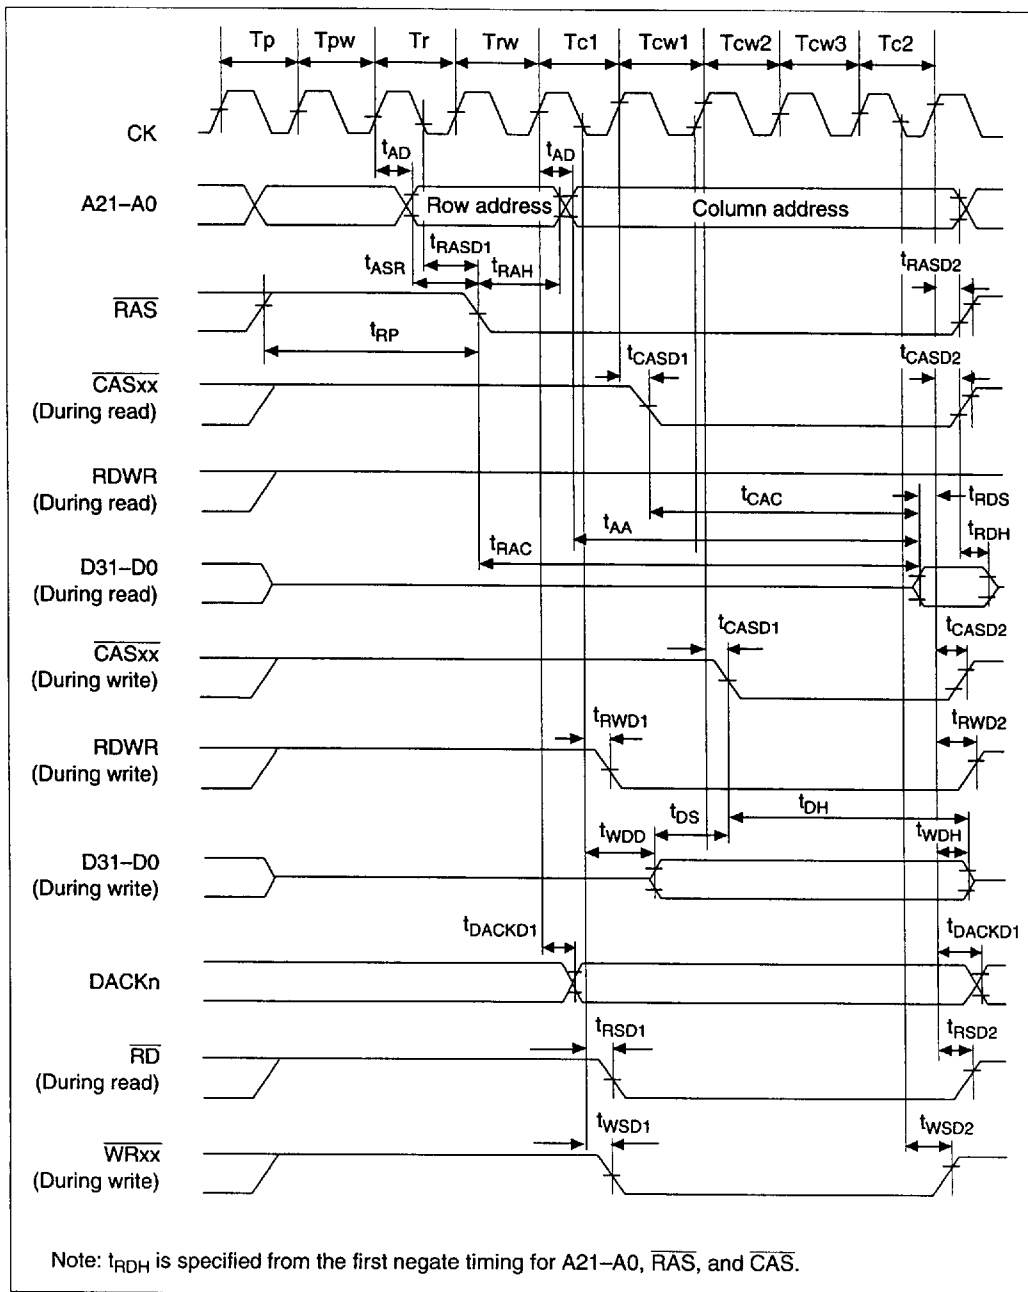 Tp Tpw Tr Trw Tc1 Tcw1 Tcw2 Tcw3 Tc2
CK
tAD tAD
A21–A0 Row address Column address
tRASD1
tASR tRAH tRASD2
RAS
tRP
tCASD1 tCASD2
CASxx
(During read)
RDWR
(During read)
tCAC tRDS
tAA
tRAC tRDH
D31–D0
(During read)
tCASD1 tCASD2
CASxx
(During write)
tRWD1 tRWD2
RDWR
(During write)
tDS tDH
tWDD tWDH
D31–D0
(During write)
tDACKD1 tDACKD1
DACKn
tRSD1 tRSD2
RD
(During read)
tWSD1 tWSD2
WRxx
(During write)
Note: tRDH is specified from the first negate timing for A21–A0, RAS, and CAS.